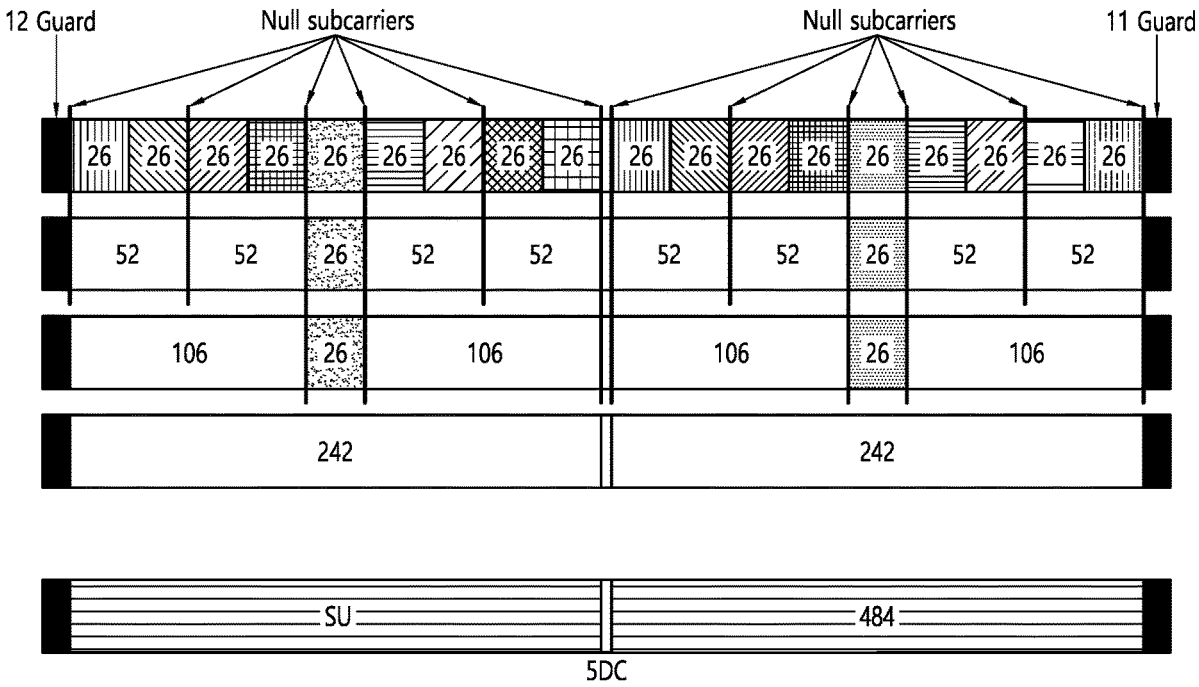 12 Guard Null subcarriers Null subcarriers 11 Guard
26 26 26 26 26 26 26 26 26 26 26 26 26 26 26 26 26 26
52 52 26 52 52 52 52 26 52 52
106 26 106 106 26 106
242 242
SU 484
5DC